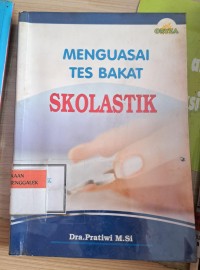 MENGUASAI
TES BAKAT
SKOLASTIK
Dra.Pratiwi M.Si